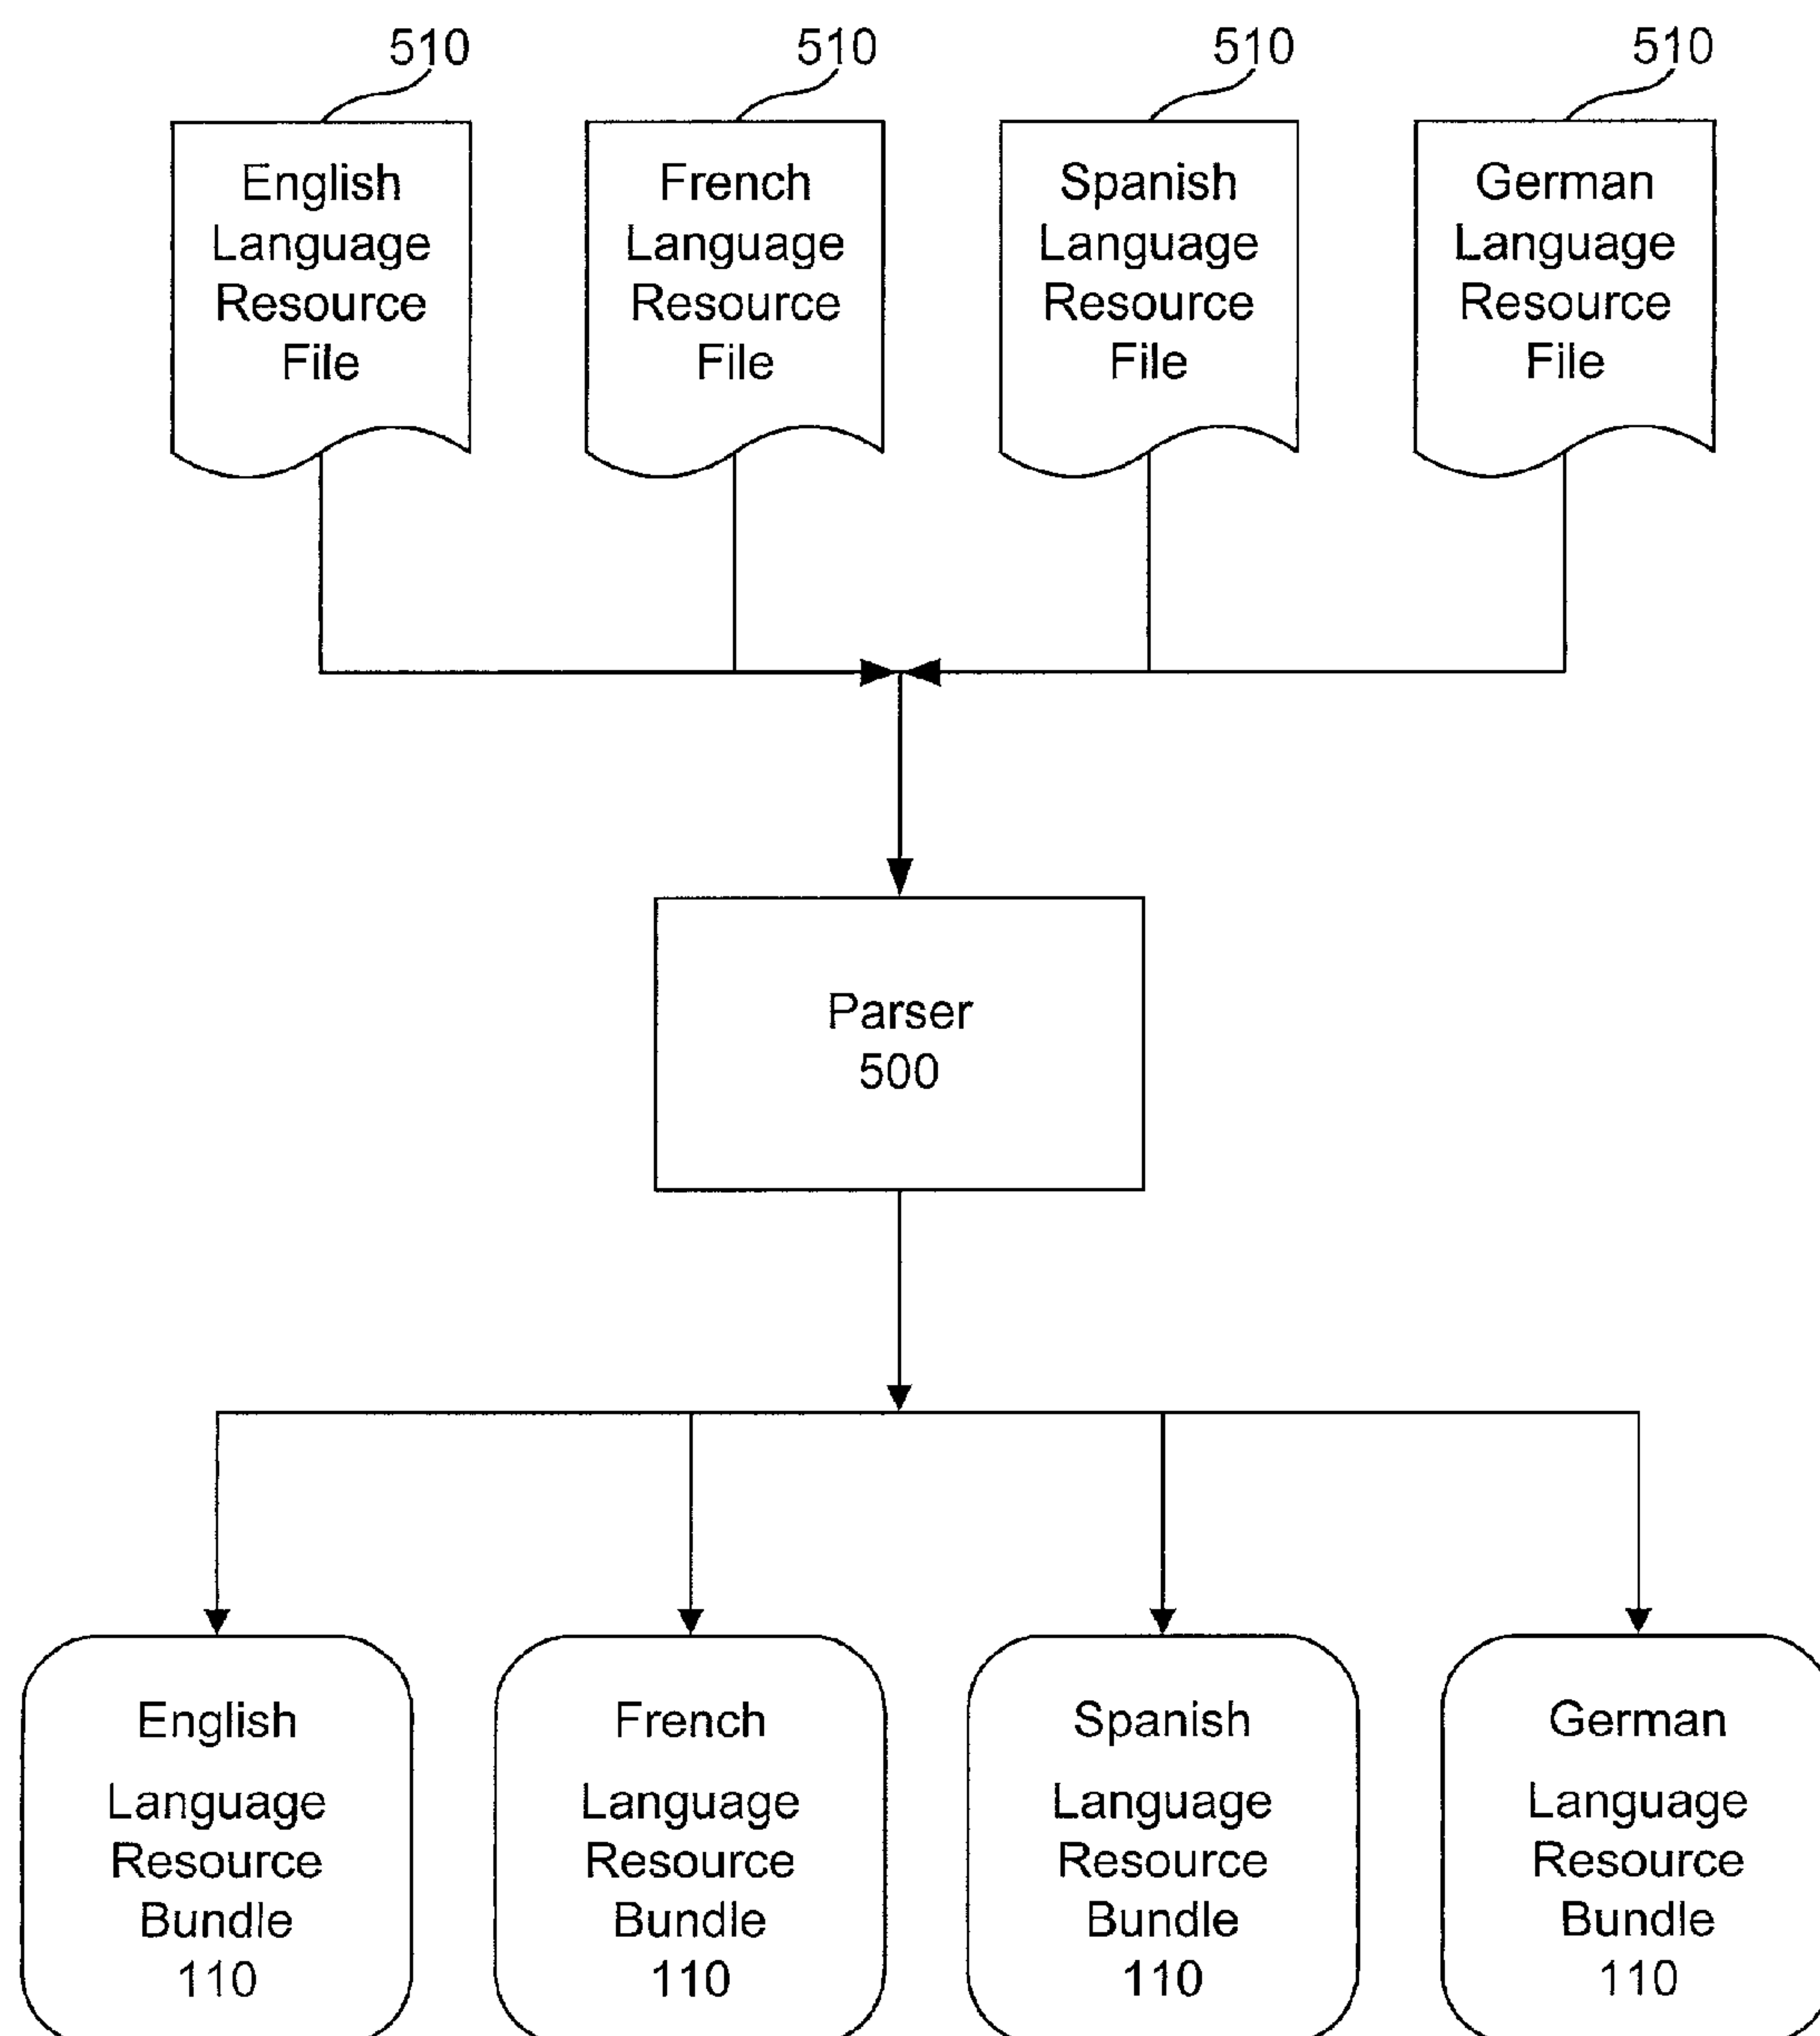 510
510
510
510
English
Language
Resource
File
French
Language
Resource
File
Spanish
Language
Resource
File
German
Language
Resource
File
Parser
500
English
Language
Resource
Bundle
110
French
Language
Resource
Bundle
110
Spanish
Language
Resource
Bundle
110
German
Language
Resource
Bundle
110